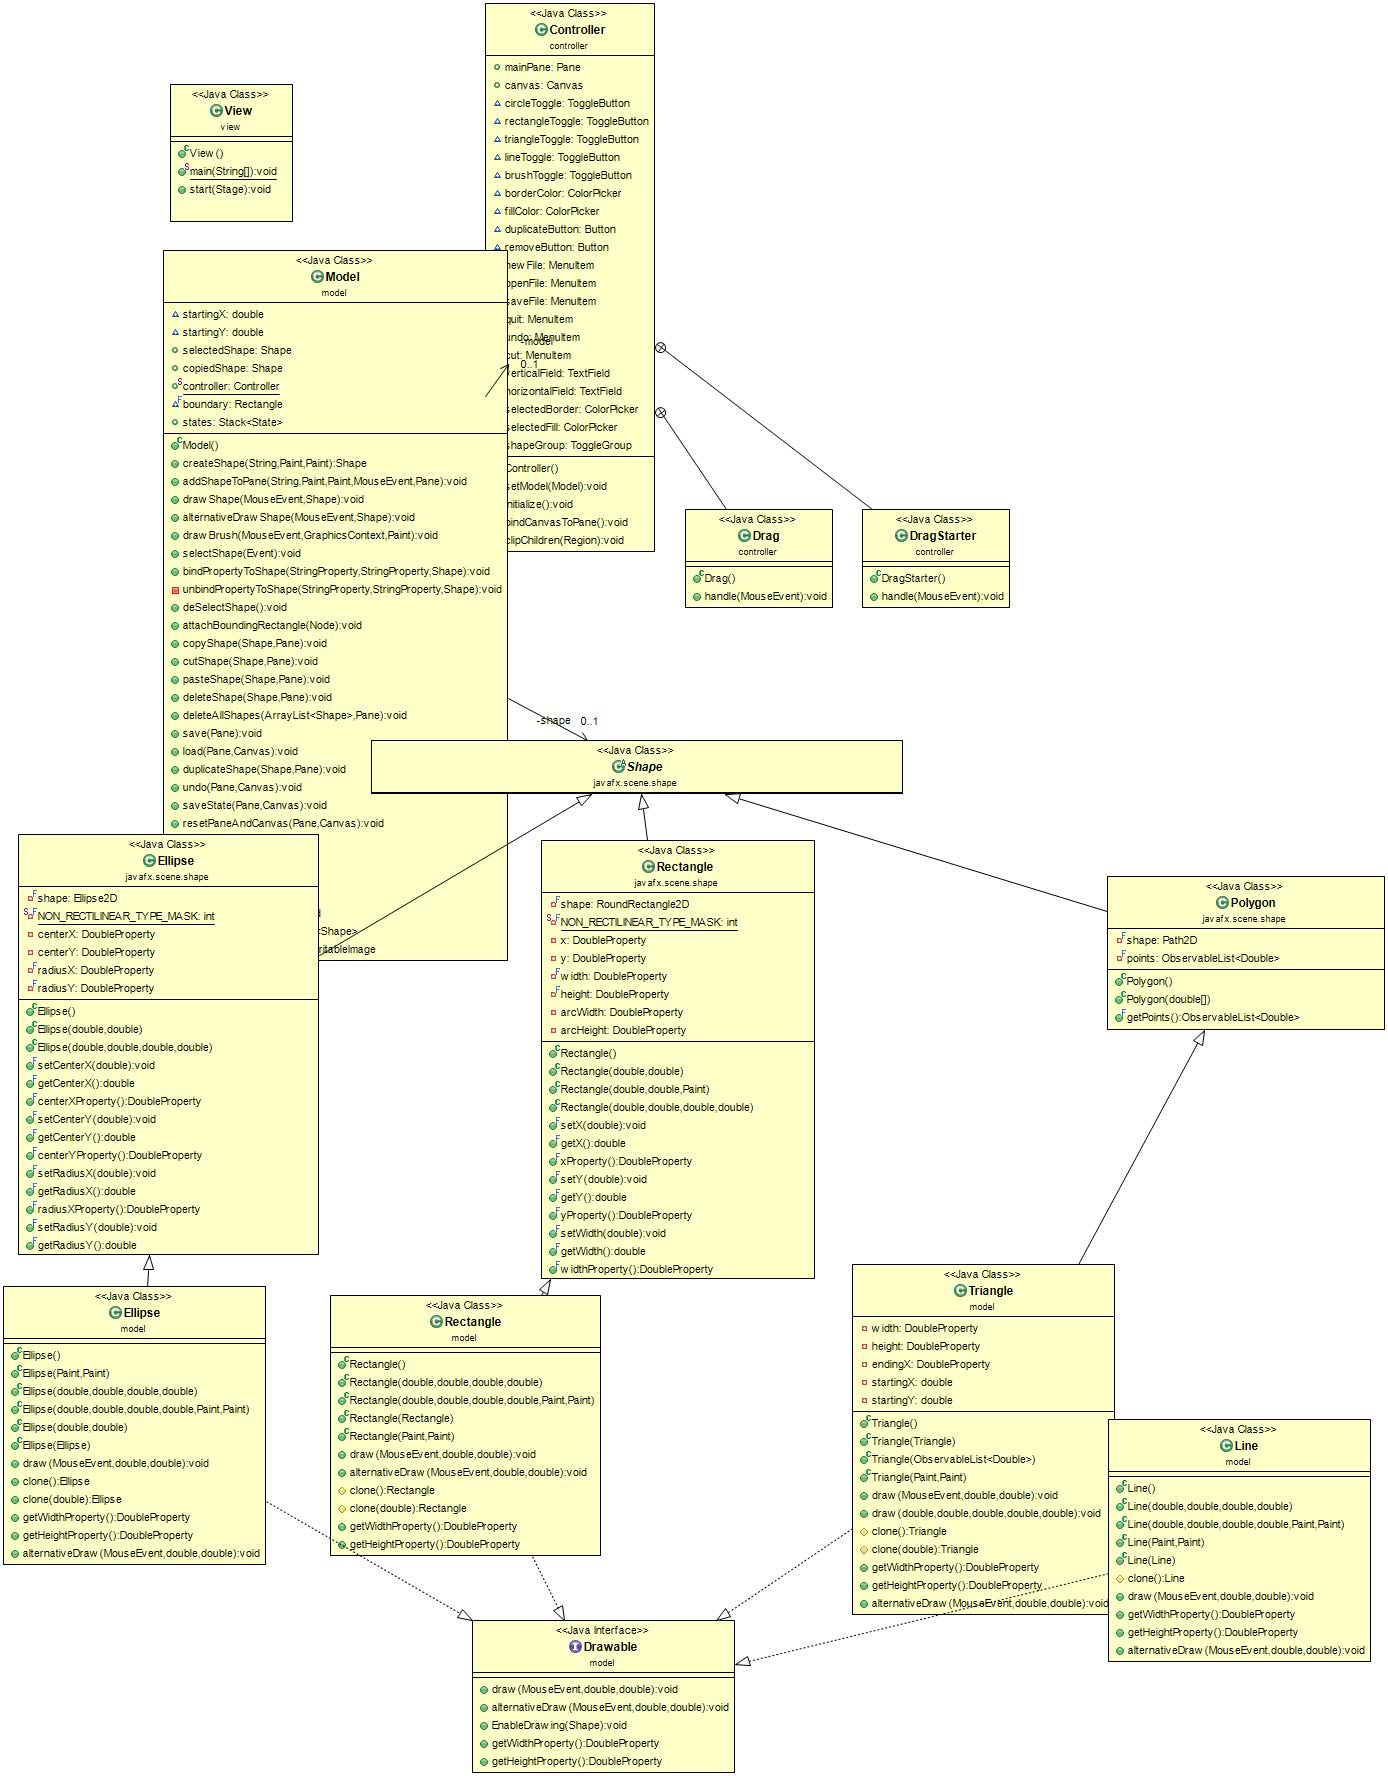 <<Java Class>>
Controller
controller
mainPane: Pane
canvas: Canvas
circleToggle: ToggleButton
rectangleToggle: ToggleButton
triangleToggle: ToggleButton
lineToggle: ToggleButton
brushToggle: ToggleButton
borderColor: ColorPicker
fillColor: ColorPicker
duplicateButton: Button
removeButton: Button
File: MenuItem
MenuItem
MenuItem
MenuItem
MenuItem
MenuItem
TextField
TextField
ColorPicker
ColorPicker
ToggleGroup
(Model):void
():void
():void
(Region):void
<<Java Class>>
View
view
View()
main(String[]):void
start(Stage):void
<<Java Class>>
Model
model
startingX: double
startingY: double
selectedShape: Shape
copiedShape: Shape
controller: Controller
boundary: Rectangle
states: Stack<State>
Model()
createShape(String,Paint,Paint):Shape
addShapeToPane(String,Paint,Paint,MouseEvent,Pane):void
drawShape(MouseEvent,Shape):void
alternativeDrawShape(MouseEvent,Shape):void
drawBrush(MouseEvent,GraphicsContext,Paint):void
selectShape(Event):void
bindPropertyToShape(StringProperty,StringProperty,Shape):void
unbindPropertyToShape(StringProperty,StringProperty,Shape):void
deSelectShape():void
attachBoundingRectangle(Node):void
copyShape(Shape,Pane):void
cutShape(Shape,Pane):void
pasteShape(Shape,Pane):void
deleteShape(Shape,Pane):void
deleteAllShapes(ArrayList<Shape>,Pane):void
save(Pane):void
load(Pane,Canvas):void
duplicateShape(Shape,Pane):void
undo(Pane,Canvas):void
saveState(Pane,Canvas):void
resetPaneAndCanvas(Pane,Canvas):void
<Shape>
-model
0..1
<<Java Class>>
Drag
controller
Drag()
handle(MouseEvent):void
<<Java Class>>
DragStarter
controller
DragStarter()
handle(MouseEvent):void
-shape 0..1
<<Java Class>>
Shape
javafx.scene.shape
<<Java Class>>
Ellipse
javafx.scene.shape
shape: Ellipse2D
NON_RECTILINEAR_TYPE_MASK: int
centerX: DoubleProperty
centerY: DoubleProperty
radiusX: DoubleProperty
radiusY: DoubleProperty
Ellipse()
Ellipse(double,double)
Ellipse(double,double,double,double)
setCenterX(double):void
getCenterX():double
centerXProperty():DoubleProperty
setCenterY(double):void
getCenterY():double
centerYProperty():DoubleProperty
setRadiusX(double):void
getRadiusX():double
radiusXProperty():DoubleProperty
setRadiusY(double):void
getRadiusY():double
<<Java Class>>
Rectangle
javafx.scene.shape
shape: RoundRectangle2D
NON_RECTILINEAR_TYPE_MASK: int
x: DoubleProperty
y: DoubleProperty
width: DoubleProperty
height: DoubleProperty
arcWidth: DoubleProperty
arcHeight: DoubleProperty
Rectangle()
Rectangle(double,double)
Rectangle(double,double,Paint)
Rectangle(double,double,double,double)
setX(double):void
getX():double
xProperty():DoubleProperty
setY(double):void
getY():double
yProperty():DoubleProperty
setWidth(double):void
getWidth():double
widthProperty():DoubleProperty
<<Java Class>>
Polygon
javafx.scene.shape
shape: Path2D
points: ObservableList<Double>
Polygon()
Polygon(double[])
getPoints():ObservableList<Double>
<<Java Class>>
Ellipse
model
Ellipse()
Ellipse(Paint,Paint)
Ellipse(double,double,double,double)
Ellipse(double,double,double,double,Paint,Paint)
Ellipse(double,double)
Ellipse(Ellipse)
draw(MouseEvent,double,double):void
clone():Ellipse
clone(double):Ellipse
getWidthProperty():DoubleProperty
getHeightProperty():DoubleProperty
alternativeDraw(MouseEvent,double,double):void
<<Java Class>>
Rectangle
model
Rectangle()
Rectangle(double,double,double,double)
Rectangle(double,double,double,double,Paint,Paint)
Rectangle(Rectangle)
Rectangle(Paint,Paint)
draw(MouseEvent,double,double):void
alternativeDraw(MouseEvent,double,double):void
clone():Rectangle
clone(double):Rectangle
getWidthProperty():DoubleProperty
getHeightProperty():DoubleProperty
<<Java Class>>
Triangle
model
width: DoubleProperty
height: DoubleProperty
endingX: DoubleProperty
startingX: double
startingY: double
Triangle()
Triangle(Triangle)
Triangle(ObservableList<Double>)
Triangle(Paint,Paint)
draw(MouseEvent,double,double):void
draw(double,double,double,double,double):void
clone():Triangle
clone(double):Triangle
getWidthProperty():DoubleProperty
getHeightProperty():DoubleProperty
alternativeDraw(MouseEvent,double,double):void
<<Java Class>>
Line
model
Line()
Line(double,double,double,double)
Line(double,double,double,double,Paint,Paint)
Line(Paint,Paint)
Line(Line)
clone():Line
draw(MouseEvent,double,double):void
getWidthProperty():DoubleProperty
getHeightProperty():DoubleProperty
alternativeDraw(MouseEvent,double,double):void
<<Java Interface>>
Drawable
model
draw(MouseEvent,double,double):void
alternativeDraw(MouseEvent,double,double):void
EnableDrawing(Shape):void
getWidthProperty():DoubleProperty
getHeightProperty():DoubleProperty